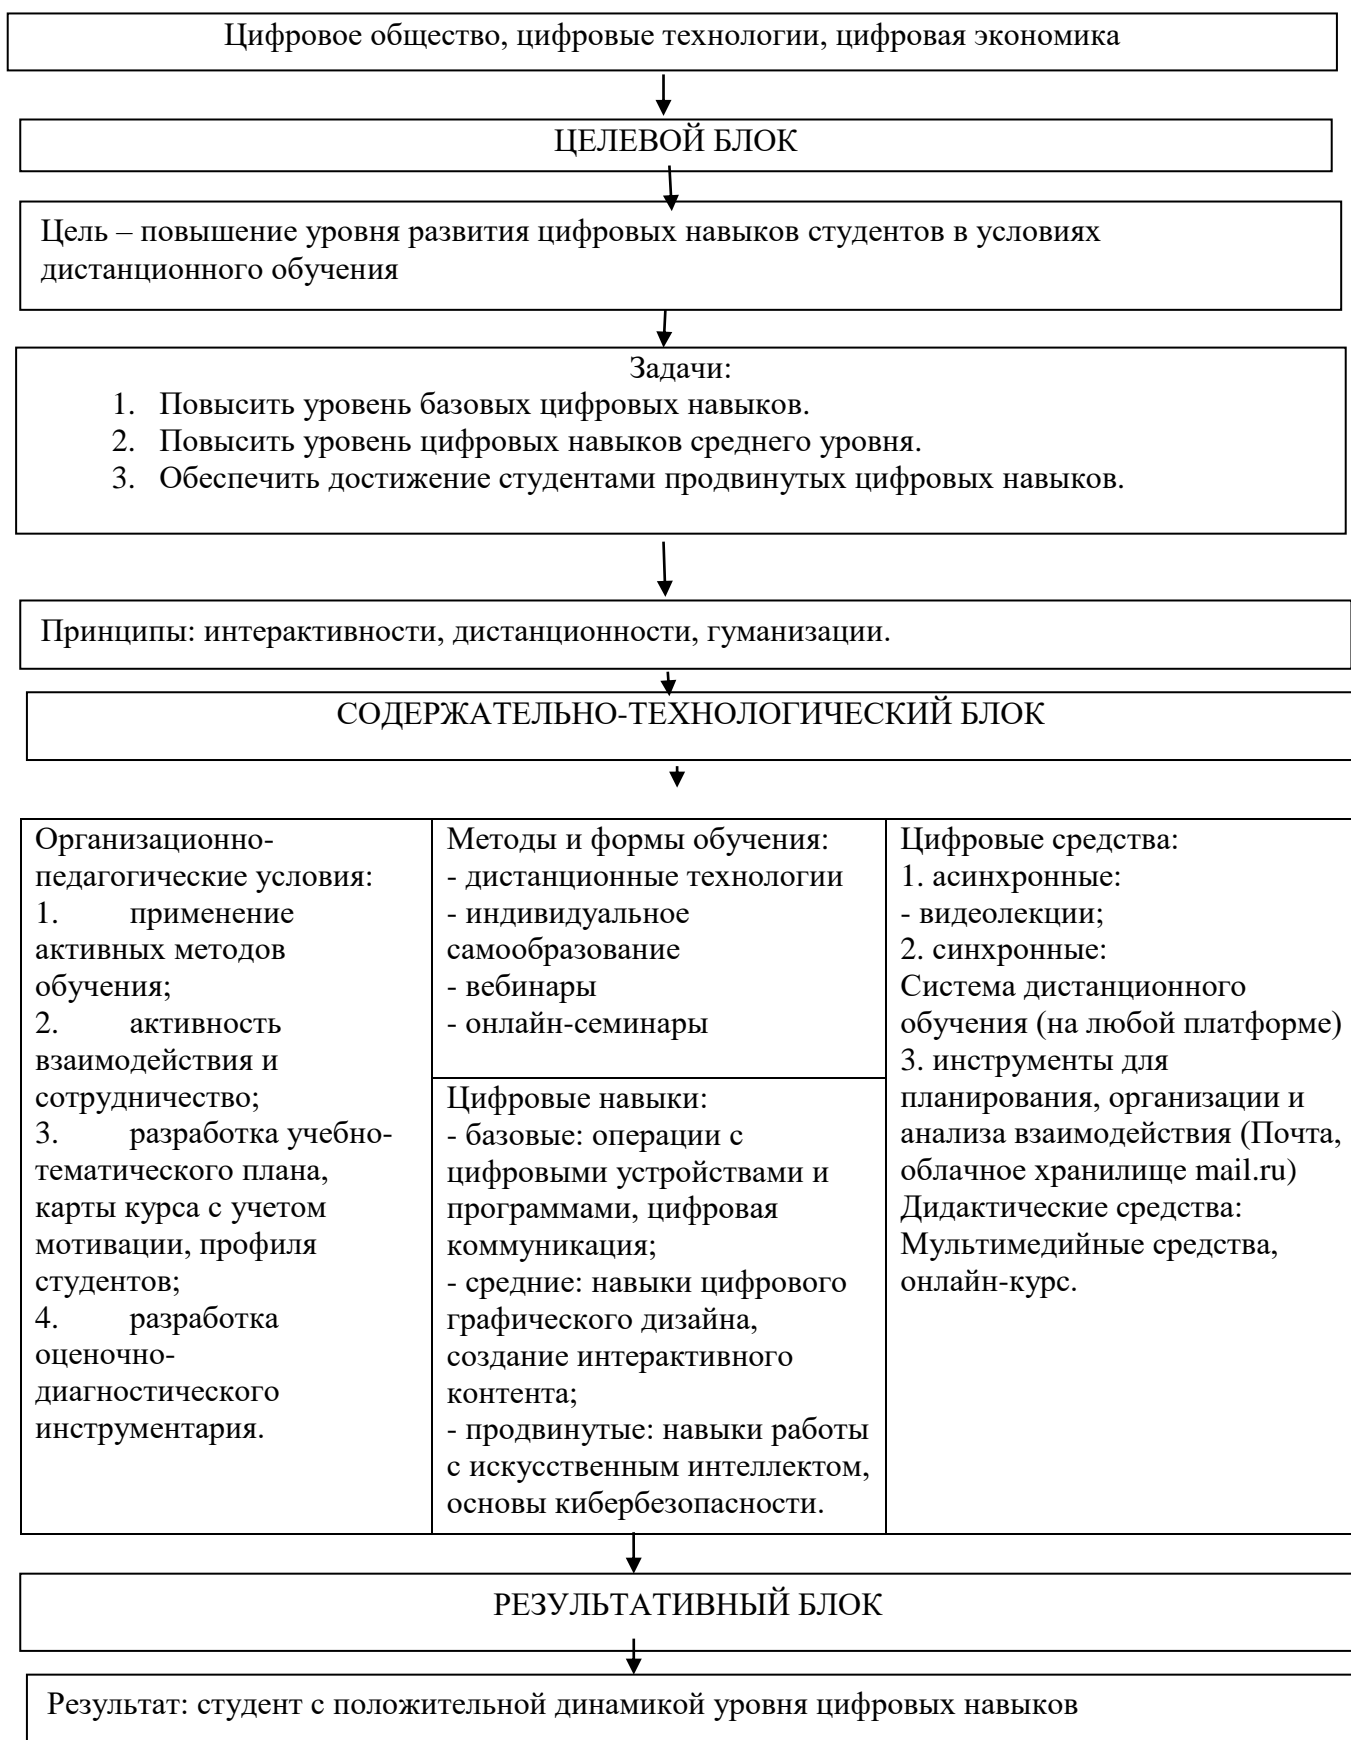 Цифровое общество, цифровые технологии, цифровая экономика
ЦЕЛЕВОЙ БЛОК
Цель – повышение уровня развития цифровых навыков студентов в условиях
дистанционного обучения
Задачи:
1. Повысить уровень базовых цифровых навыков.
2. Повысить уровень цифровых навыков среднего уровня.
3. Обеспечить достижение студентами продвинутых цифровых навыков.
Принципы: интерактивности, дистанционности, гуманизации.
СОДЕРЖАТЕЛЬНО-ТЕХНОЛОГИЧЕСКИЙ БЛОК
Организационно-
педагогические условия:
1. применение
активных методов
обучения;
2. активность
взаимодействия и
сотрудничество;
3. разработка учебно-
тематического плана,
карты курса с учетом
мотивации, профиля
студентов;
4. разработка
оценочно-
диагностического
инструментария.
Методы и формы обучения:
- дистанционные технологии
- индивидуальное
самообразование
- вебинары
- онлайн-семинары
Цифровые навыки:
- базовые: операции с
цифровыми устройствами и
программами, цифровая
коммуникация;
- средние: навыки цифрового
графического дизайна,
создание интерактивного
контента;
- продвинутые: навыки работы
с искусственным интеллектом,
основы кибербезопасности.
Цифровые средства:
1. асинхронные:
- видеолекции;
2. синхронные:
Система дистанционного
обучения (на любой платформе)
3. инструменты для
планирования, организации и
анализа взаимодействия (Почта,
облачное хранилище mail.ru)
Дидактические средства:
Мультимедийные средства,
онлайн-курс.
РЕЗУЛЬТАТИВНЫЙ БЛОК
Результат: студент с положительной динамикой уровня цифровых навыков